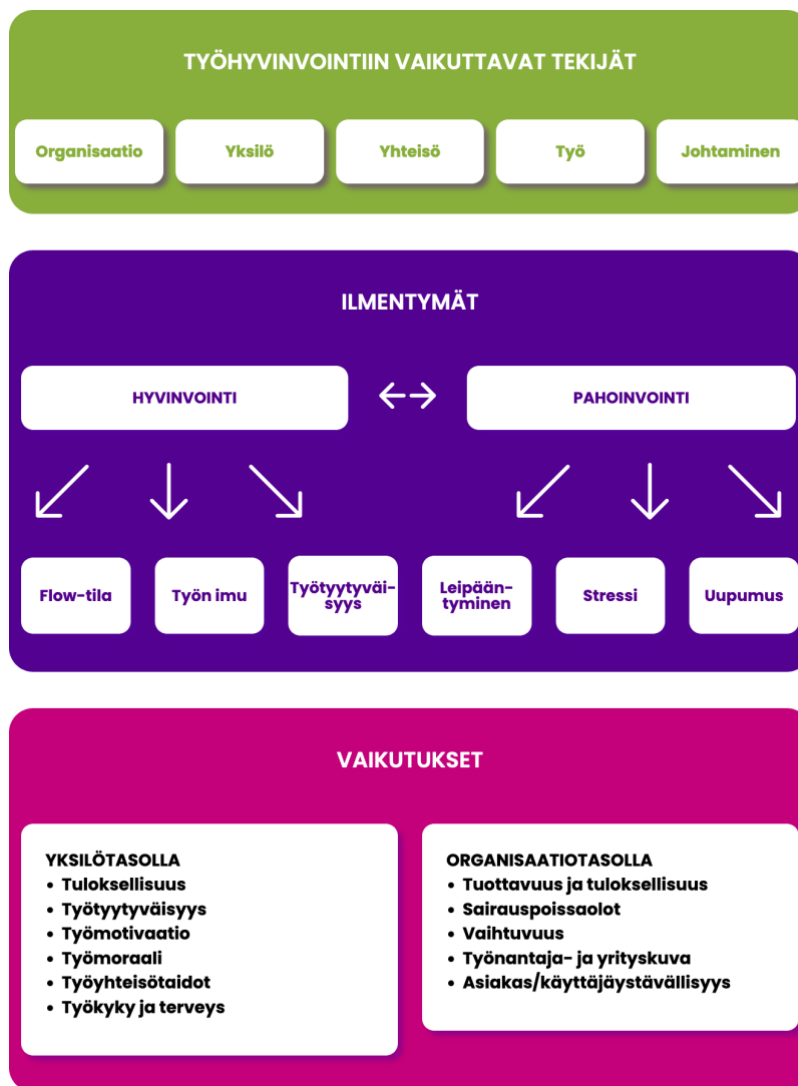 TYÖHYVINVOINTIIN VAIKUTTAVAT TEKIJÄT
Organisaatio
Yksilö
Yhteisö
Työ
Johtaminen
ILMENTYMÄT
HYVINVOINTI
PAHOINVOINTI
Flow-tila
Työn imu
Työtyytyväi-
syys
Leipään-
tyminen
Stressi
Uupumus
VAIKUTUKSET
YKSILÖTASOLLA
• Tuloksellisuus
• Työtyytyväisyys
• Työmotivaatio
• Työmoraali
• Työyhteisötaidot
• Työkyky ja terveys
ORGANISAATIOTASOLLA
• Tuottavuus ja tuloksellisuus
• Sairauspoissaolot
• Vaihtuvuus
• Työnantaja- ja yrityskuva
• Asiakas/käyttäjäystävällisyys